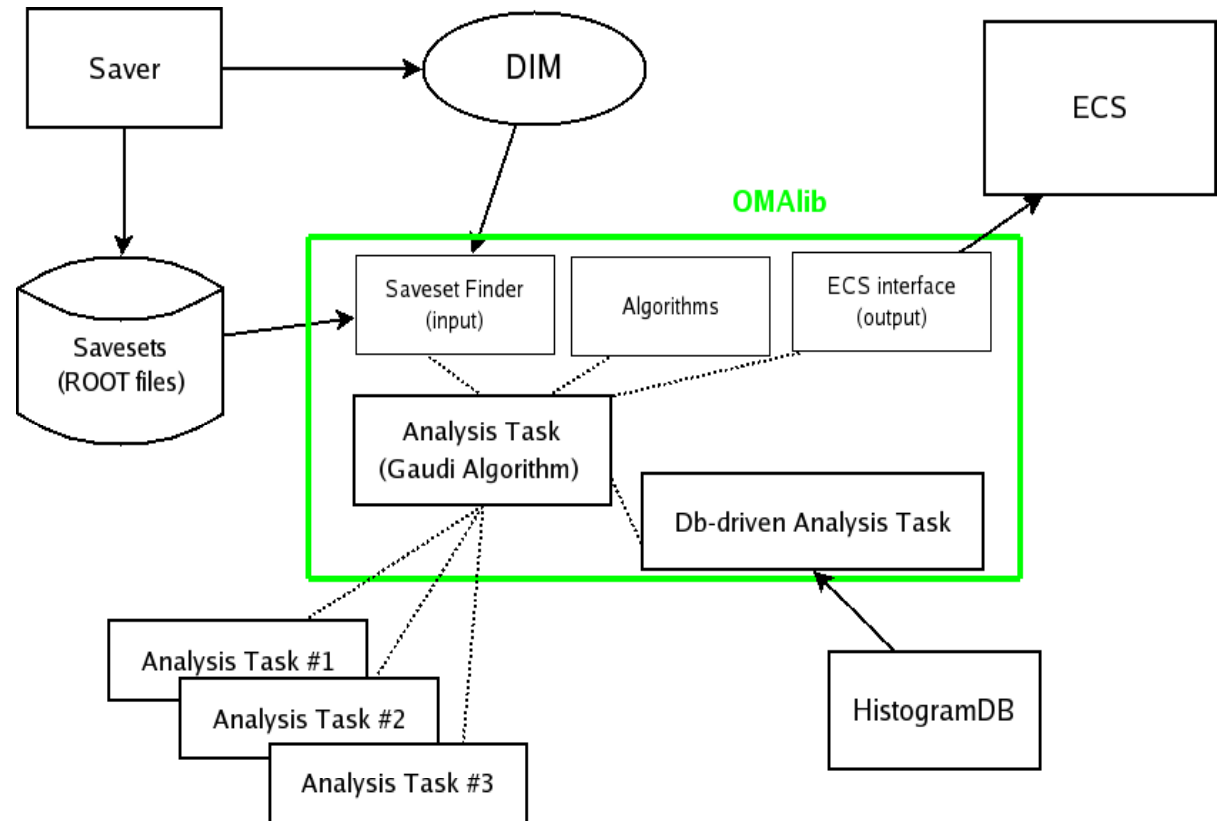 Saver
DIM
ECS
OMAlib
Saveset Finder
(input)
Algorithms
ECS interface
(output)
Savesets
(ROOT files)
Analysis Task
(Gaudi Algorithm)
Db-driven Analysis Task
Analysis Task #1
Analysis Task #2
Analysis Task #3
HistogramDB